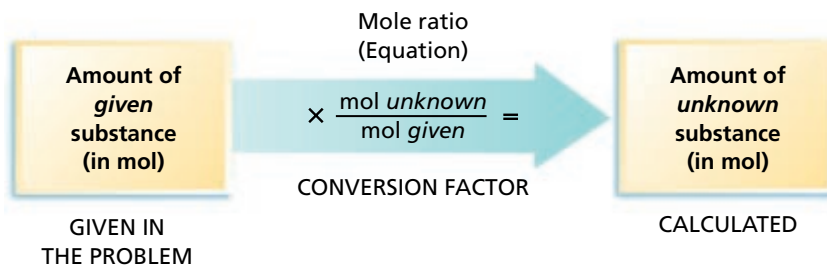 Mole ratio
(Equation)
Amount of
given
substance
(in mol)
× mol unknown
mol given =
Amount of
unknown
substance
(in mol)
CONVERSION FACTOR
GIVEN IN
THE PROBLEM
CALCULATED